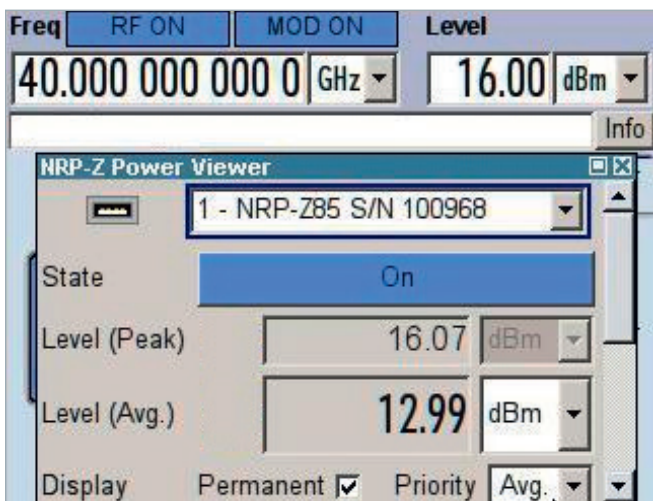 Freq RF ON MOD ON Level
40.000 000 000 0 GHz 16.00 dBm
Info
NRP-Z Power Viewer
1 - NRP-Z85 S/N 100968
State On
Level (Peak) 16.07 dBm
Level (Avg.) 12.99 dBm
Display Permanent Priority Avg.